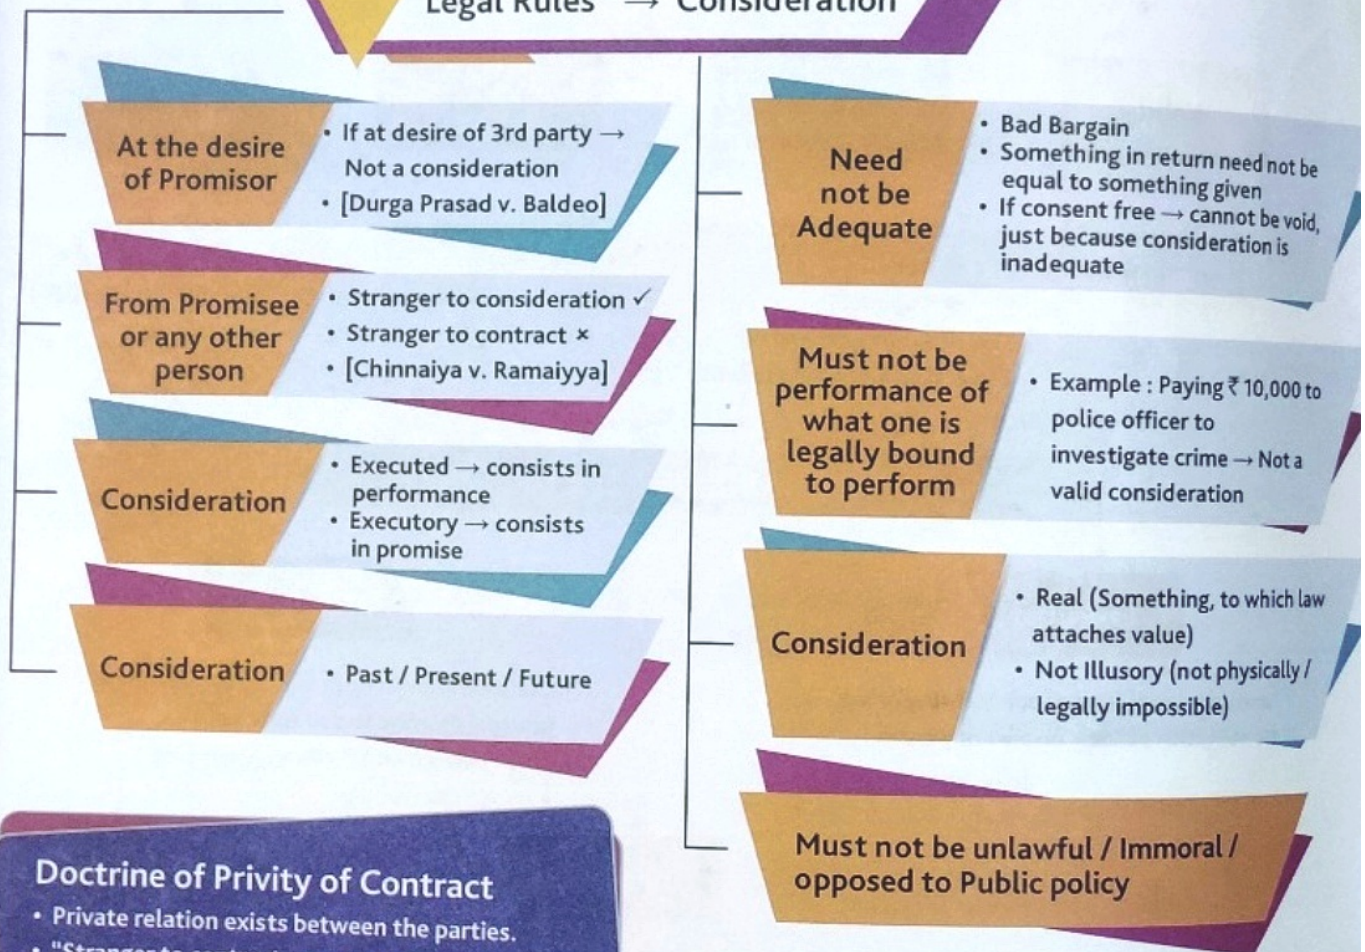 Legal Rules → Consideration
At the desire
of Promisor
• If at desire of 3rd party →
Not a consideration
• [Durga Prasad v. Baldeo]
From Promisee
or any other
person
• Stranger to consideration ✓
• Stranger to contract ×
• [Chinnaiya v. Ramaiyya]
Consideration
• Executed → consists in
performance
• Executory → consists
in promise
Consideration
• Past / Present / Future
Need
not be
Adequate
• Bad Bargain
• Something in return need not be
equal to something given
• If consent free → cannot be void,
just because consideration is
inadequate
Must not be
performance of
what one is
legally bound
to perform
• Example : Paying ₹ 10,000 to
police officer to
investigate crime → Not a
valid consideration
Consideration
• Real (Something, to which law
attaches value)
• Not Illusory (not physically /
legally impossible)
Must not be unlawful / Immoral /
opposed to Public policy
Doctrine of Privity of Contract
• Private relation exists between the parties.
• "Stranger to